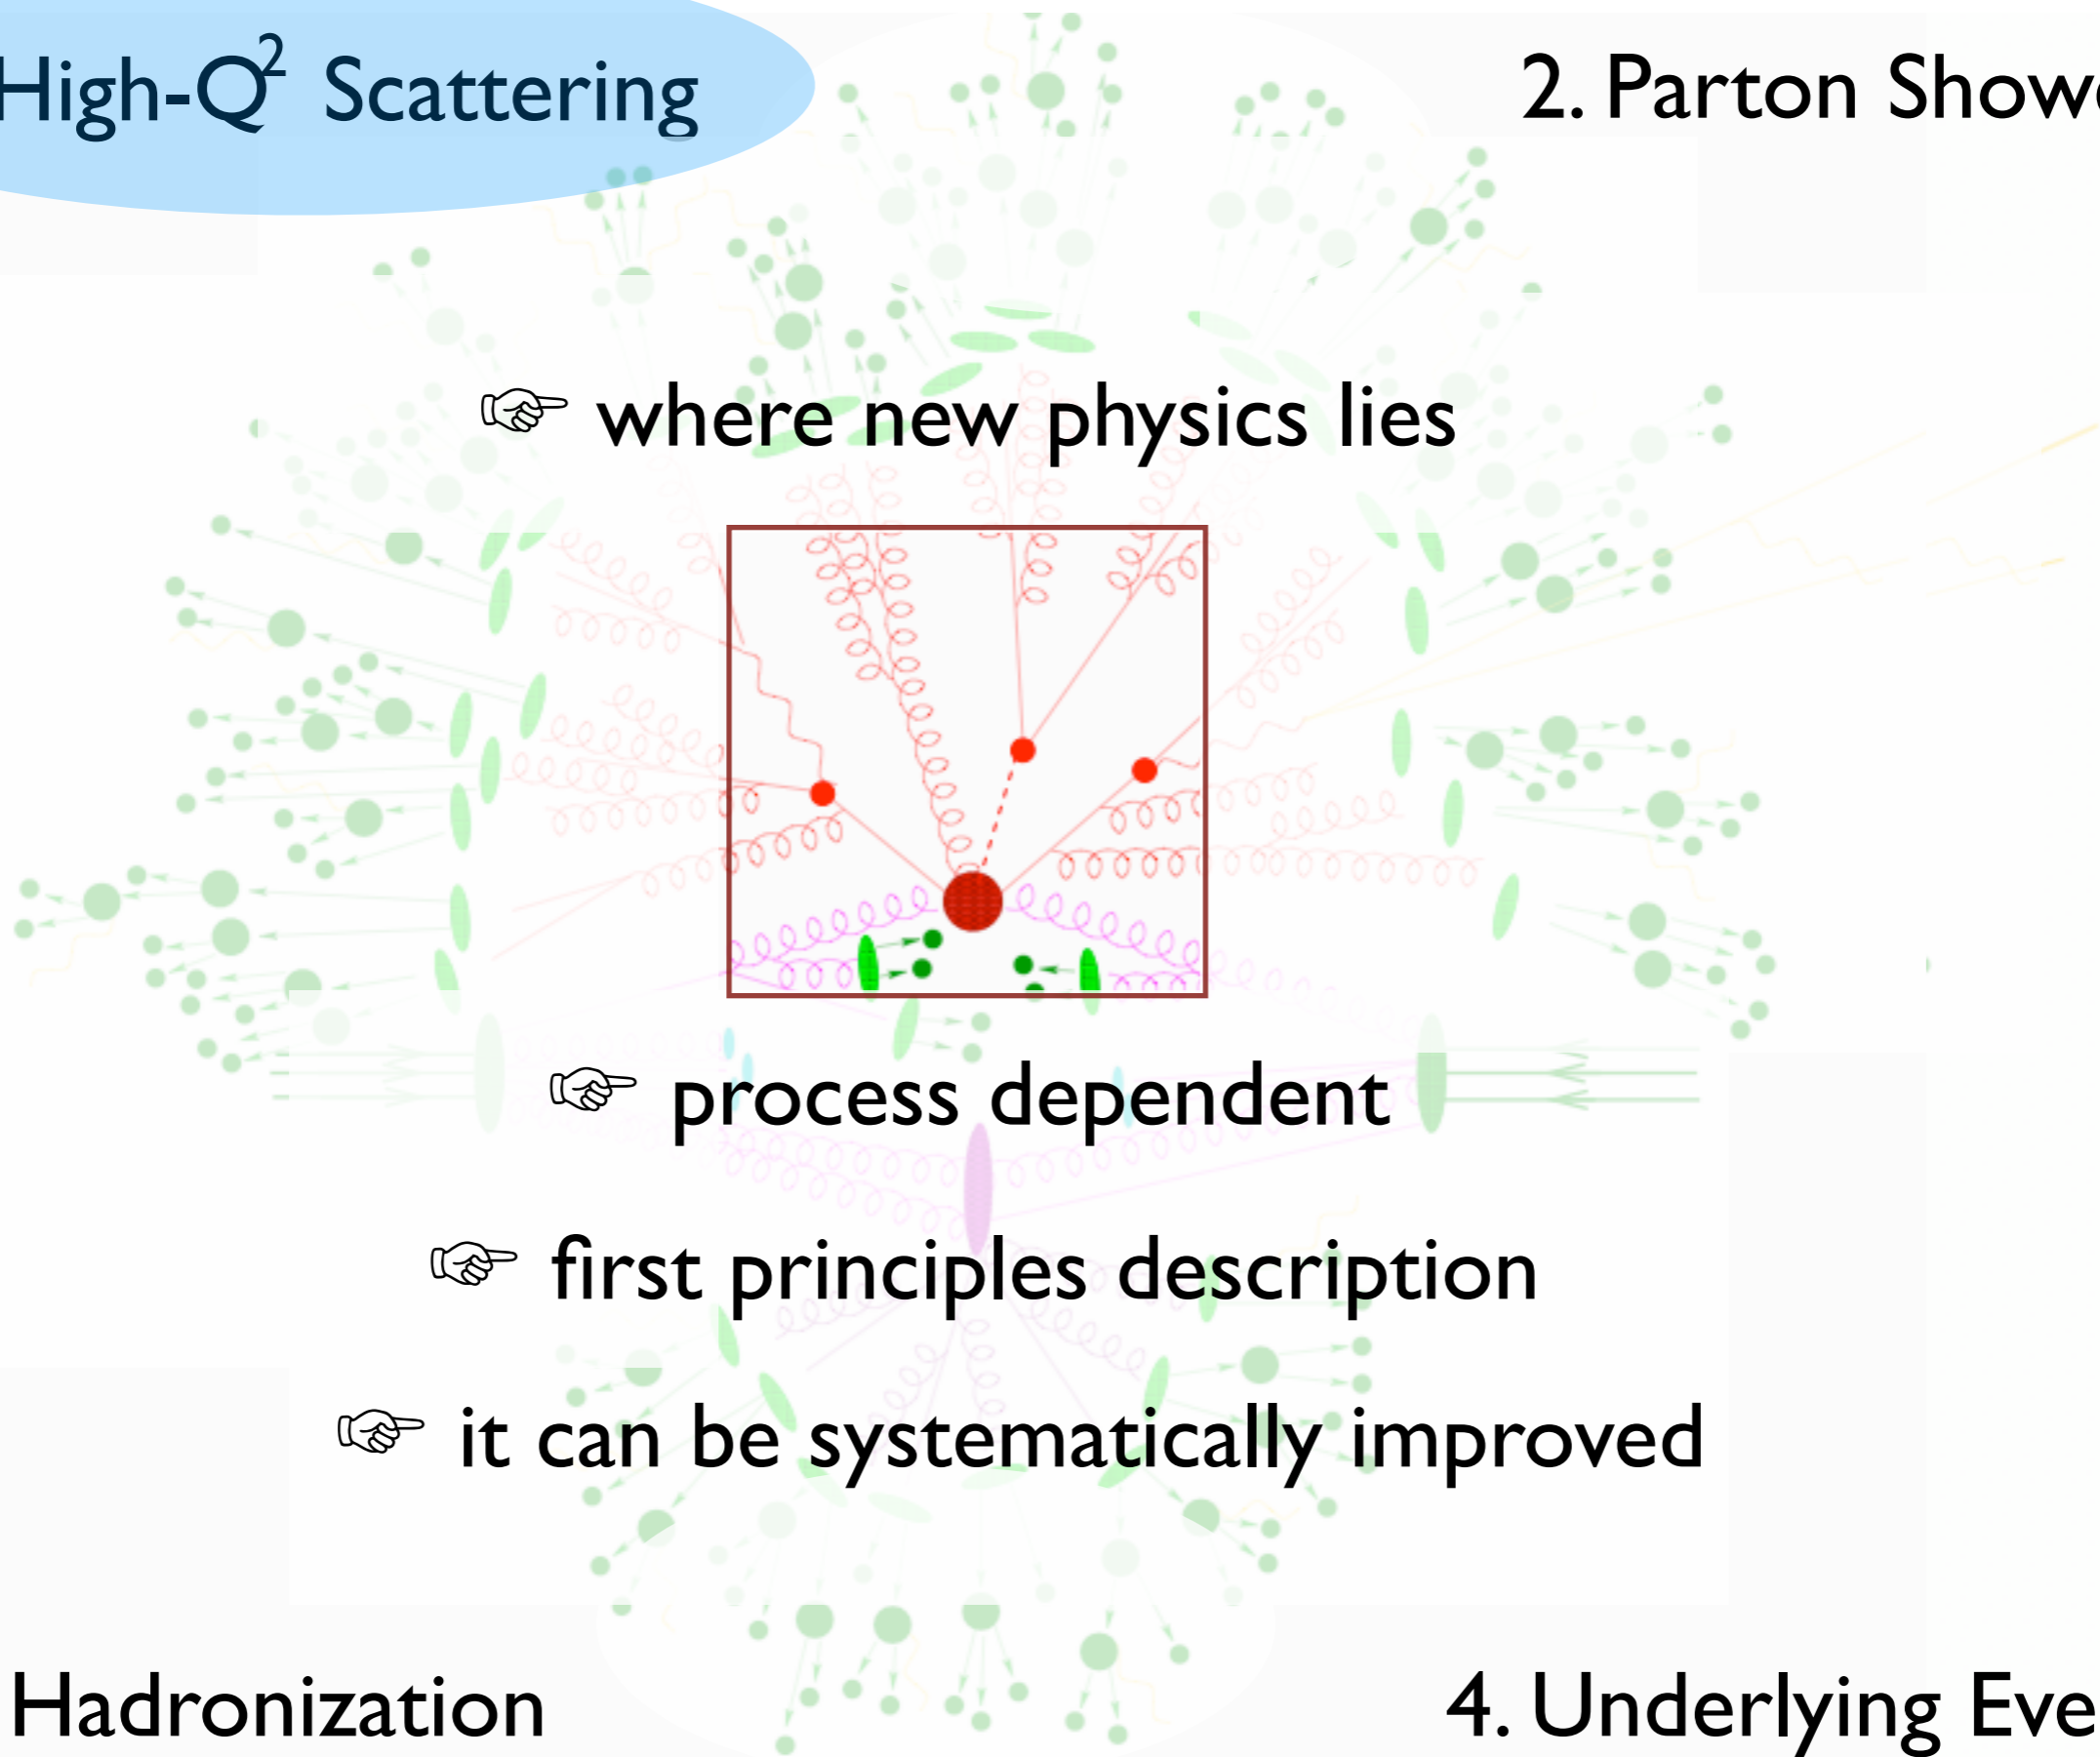 High-Q² Scattering
2. Parton Showe
☞ where new physics lies
☞ process dependent
☞ first principles description
☞ it can be systematically improved
Hadronization
4. Underlying Eve